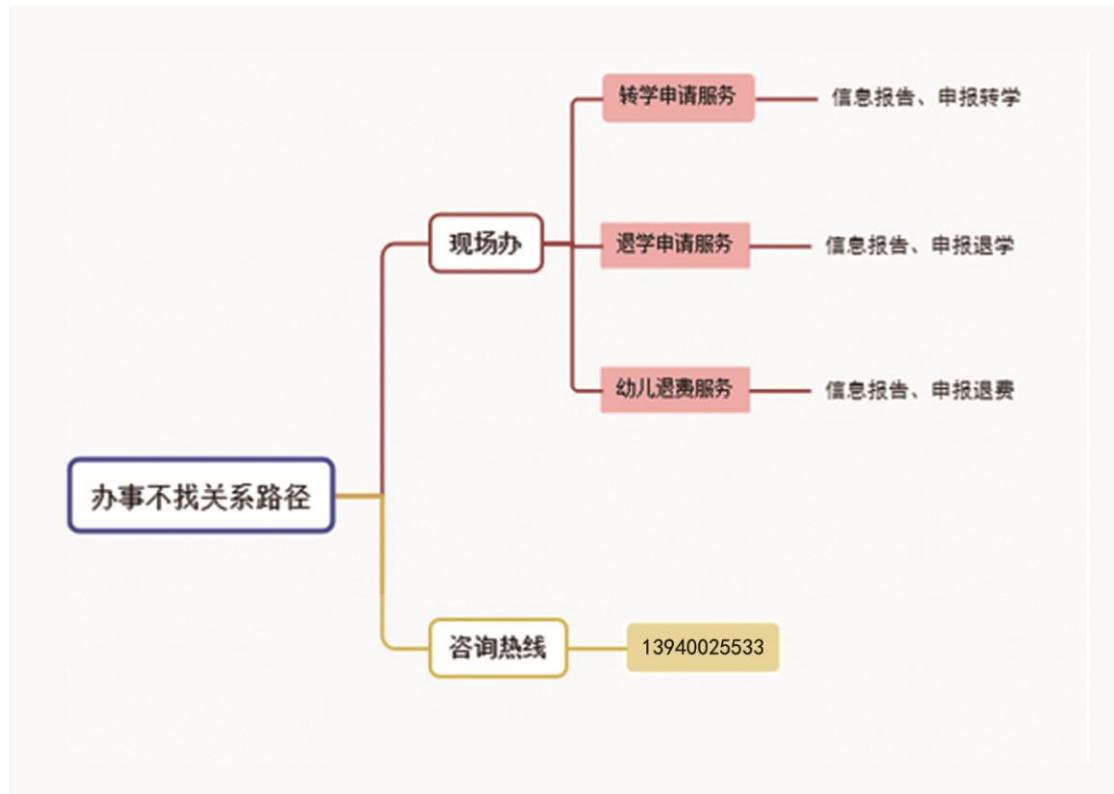 转学申请服务
信息报告、申报转学
现场办
退学申请服务
信息报告、申报退学
幼儿退费服务
信息报告、申报退费
办事不找关系路径
咨询热线
13940025533